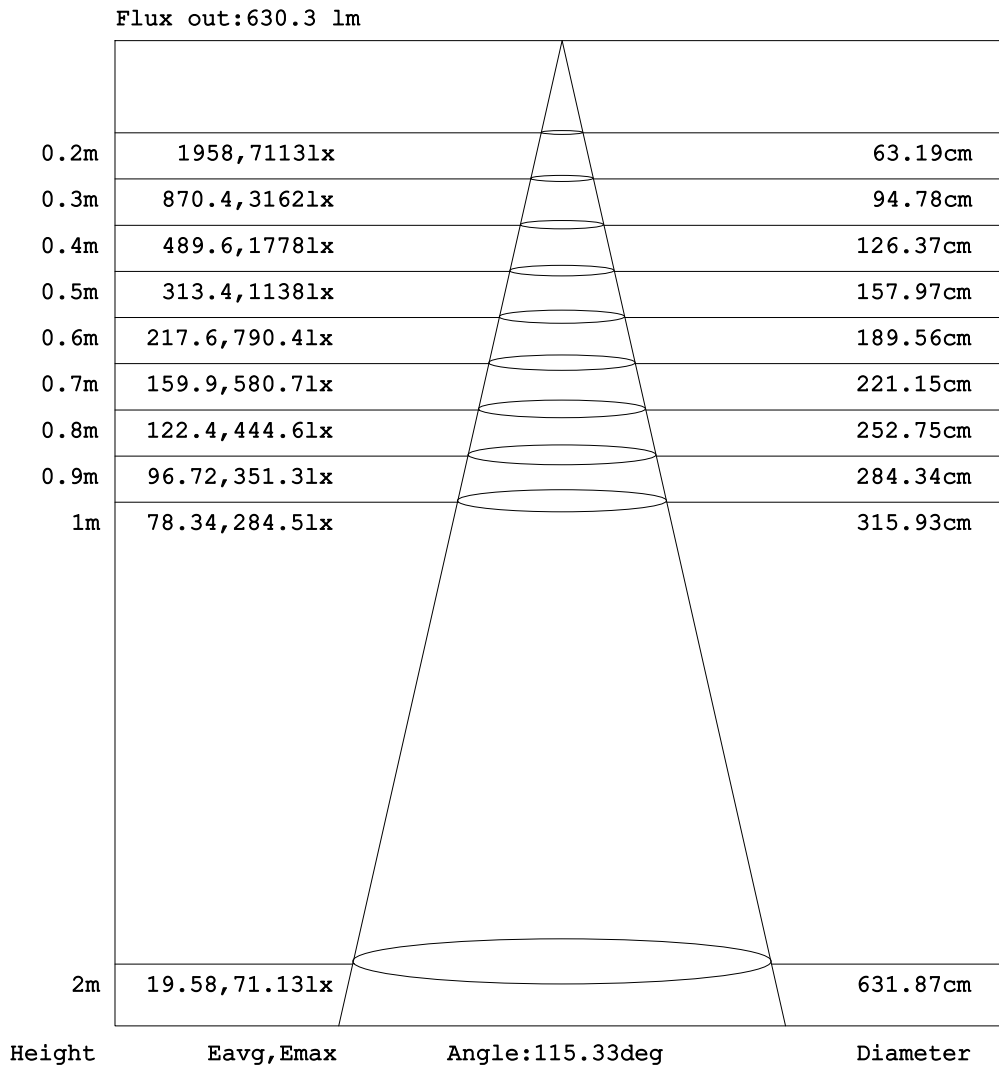 Flux out:630.3 lm
0.2m 1958,7113lx 63.19cm
0.3m 870.4,3162lx 94.78cm
0.4m 489.6,1778lx 126.37cm
0.5m 313.4,1138lx 157.97cm
0.6m 217.6,790.4lx 189.56cm
0.7m 159.9,580.7lx 221.15cm
0.8m 122.4,444.6lx 252.75cm
0.9m 96.72,351.3lx 284.34cm
1m 78.34,284.5lx 315.93cm
2m 19.58,71.13lx 631.87cm
Height Eavg,Emax Angle:115.33deg Diameter